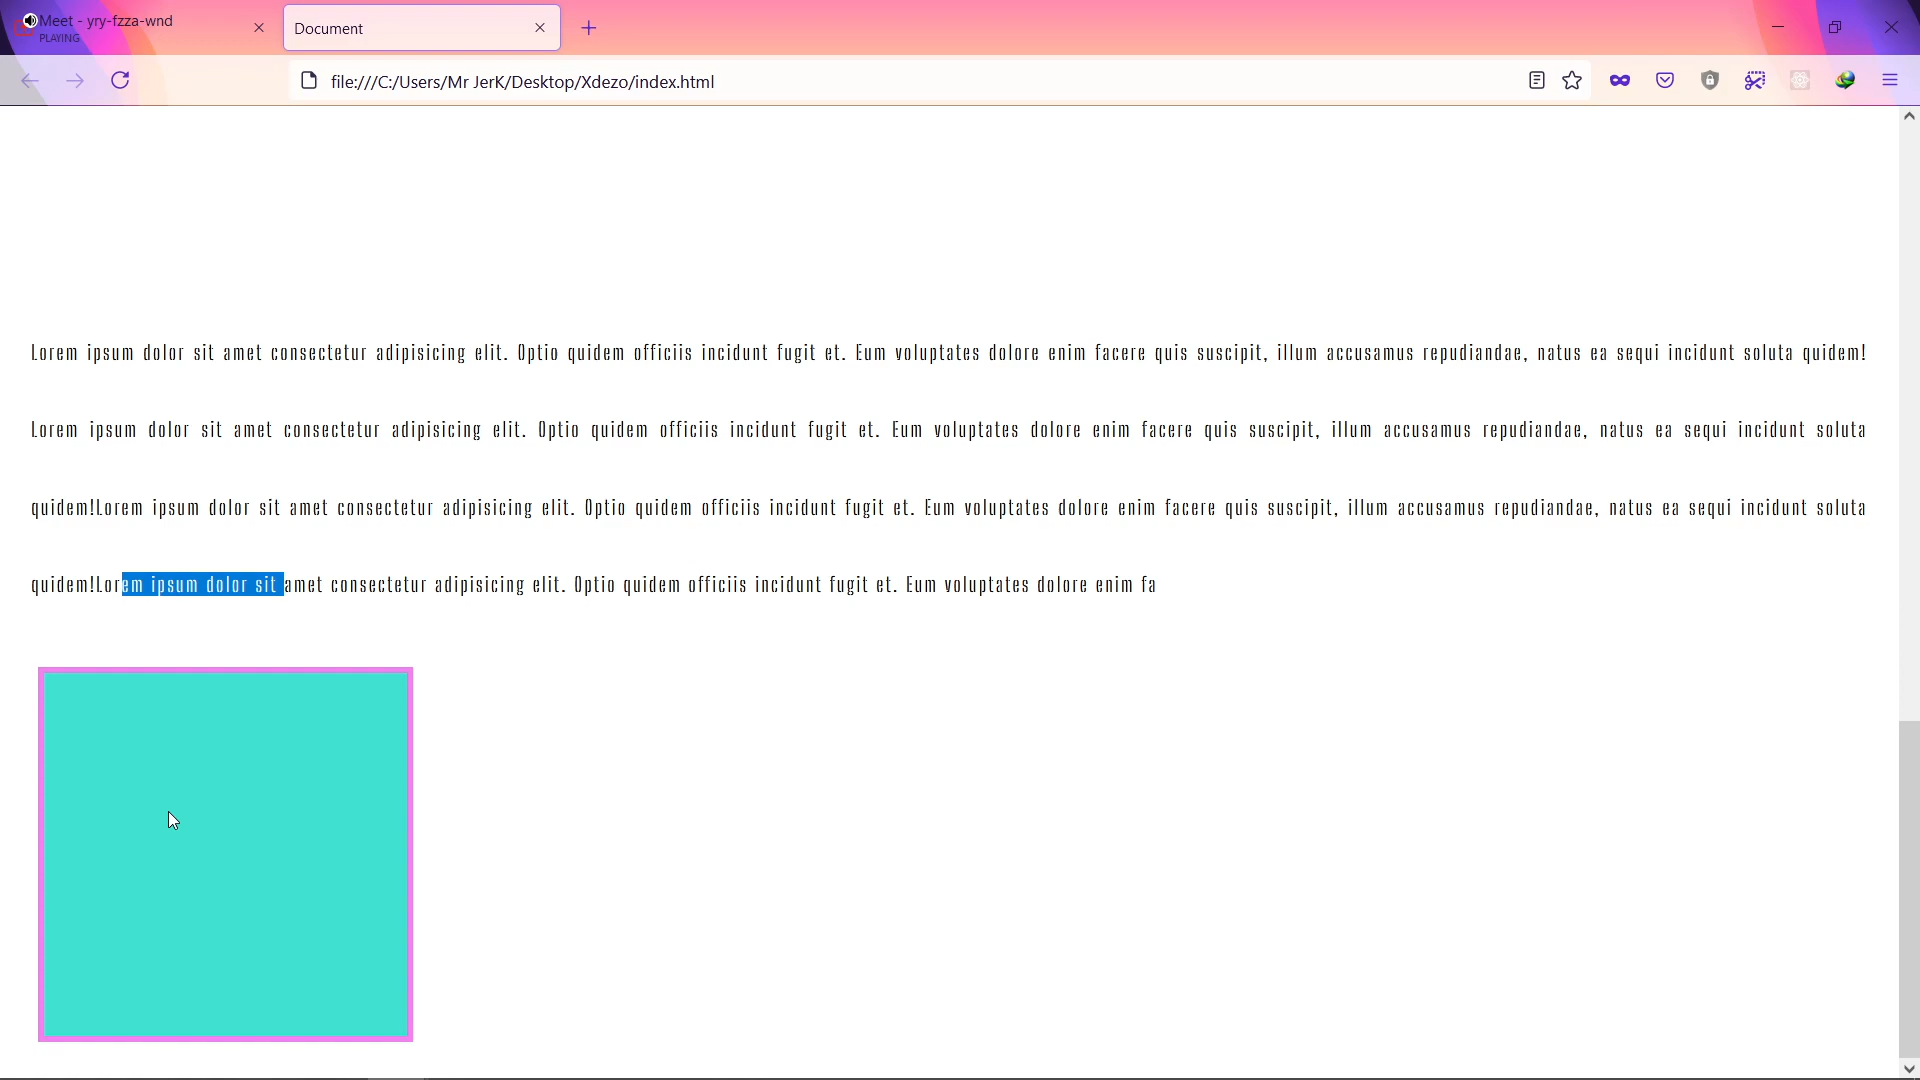 Meet - yry-fzza-wnd
PLAYING
Document
file:///C:/Users/Mr JerK/Desktop/Xdezo/index.html
Lorem ipsum dolor sit amet consectetur adipisicing elit. Optio quidem officiis incidunt fugit et. Eum voluptates dolore enim facere quis suscipit, illum accusamus repudiandae, natus ea sequi incidunt soluta quidem!
Lorem ipsum dolor sit amet consectetur adipisicing elit. Optio quidem officiis incidunt fugit et. Eum voluptates dolore enim facere quis suscipit, illum accusamus repudiandae, natus ea sequi incidunt soluta
quidem!Lorem ipsum dolor sit amet consectetur adipisicing elit. Optio quidem officiis incidunt fugit et. Eum voluptates dolore enim facere quis suscipit, illum accusamus repudiandae, natus ea sequi incidunt soluta
quidem!Lorem ipsum dolor sit amet consectetur adipisicing elit. Optio quidem officiis incidunt fugit et. Eum voluptates dolore enim fa